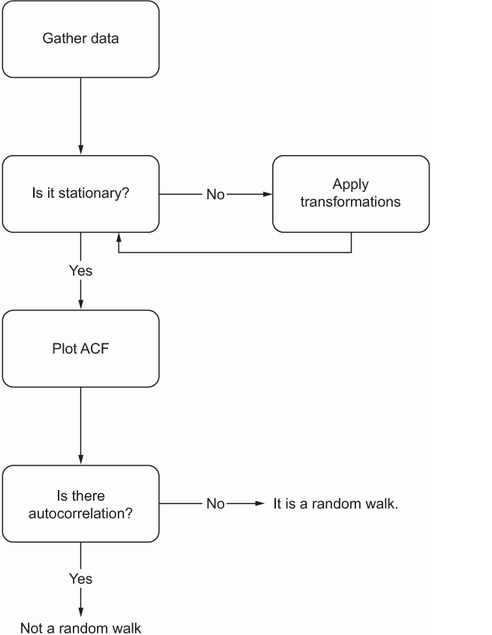 Gather data
Is it stationary?
No
Apply
transformations
Yes
Plot ACF
Is there
autocorrelation?
No
It is a random walk.
Yes
Not a random walk